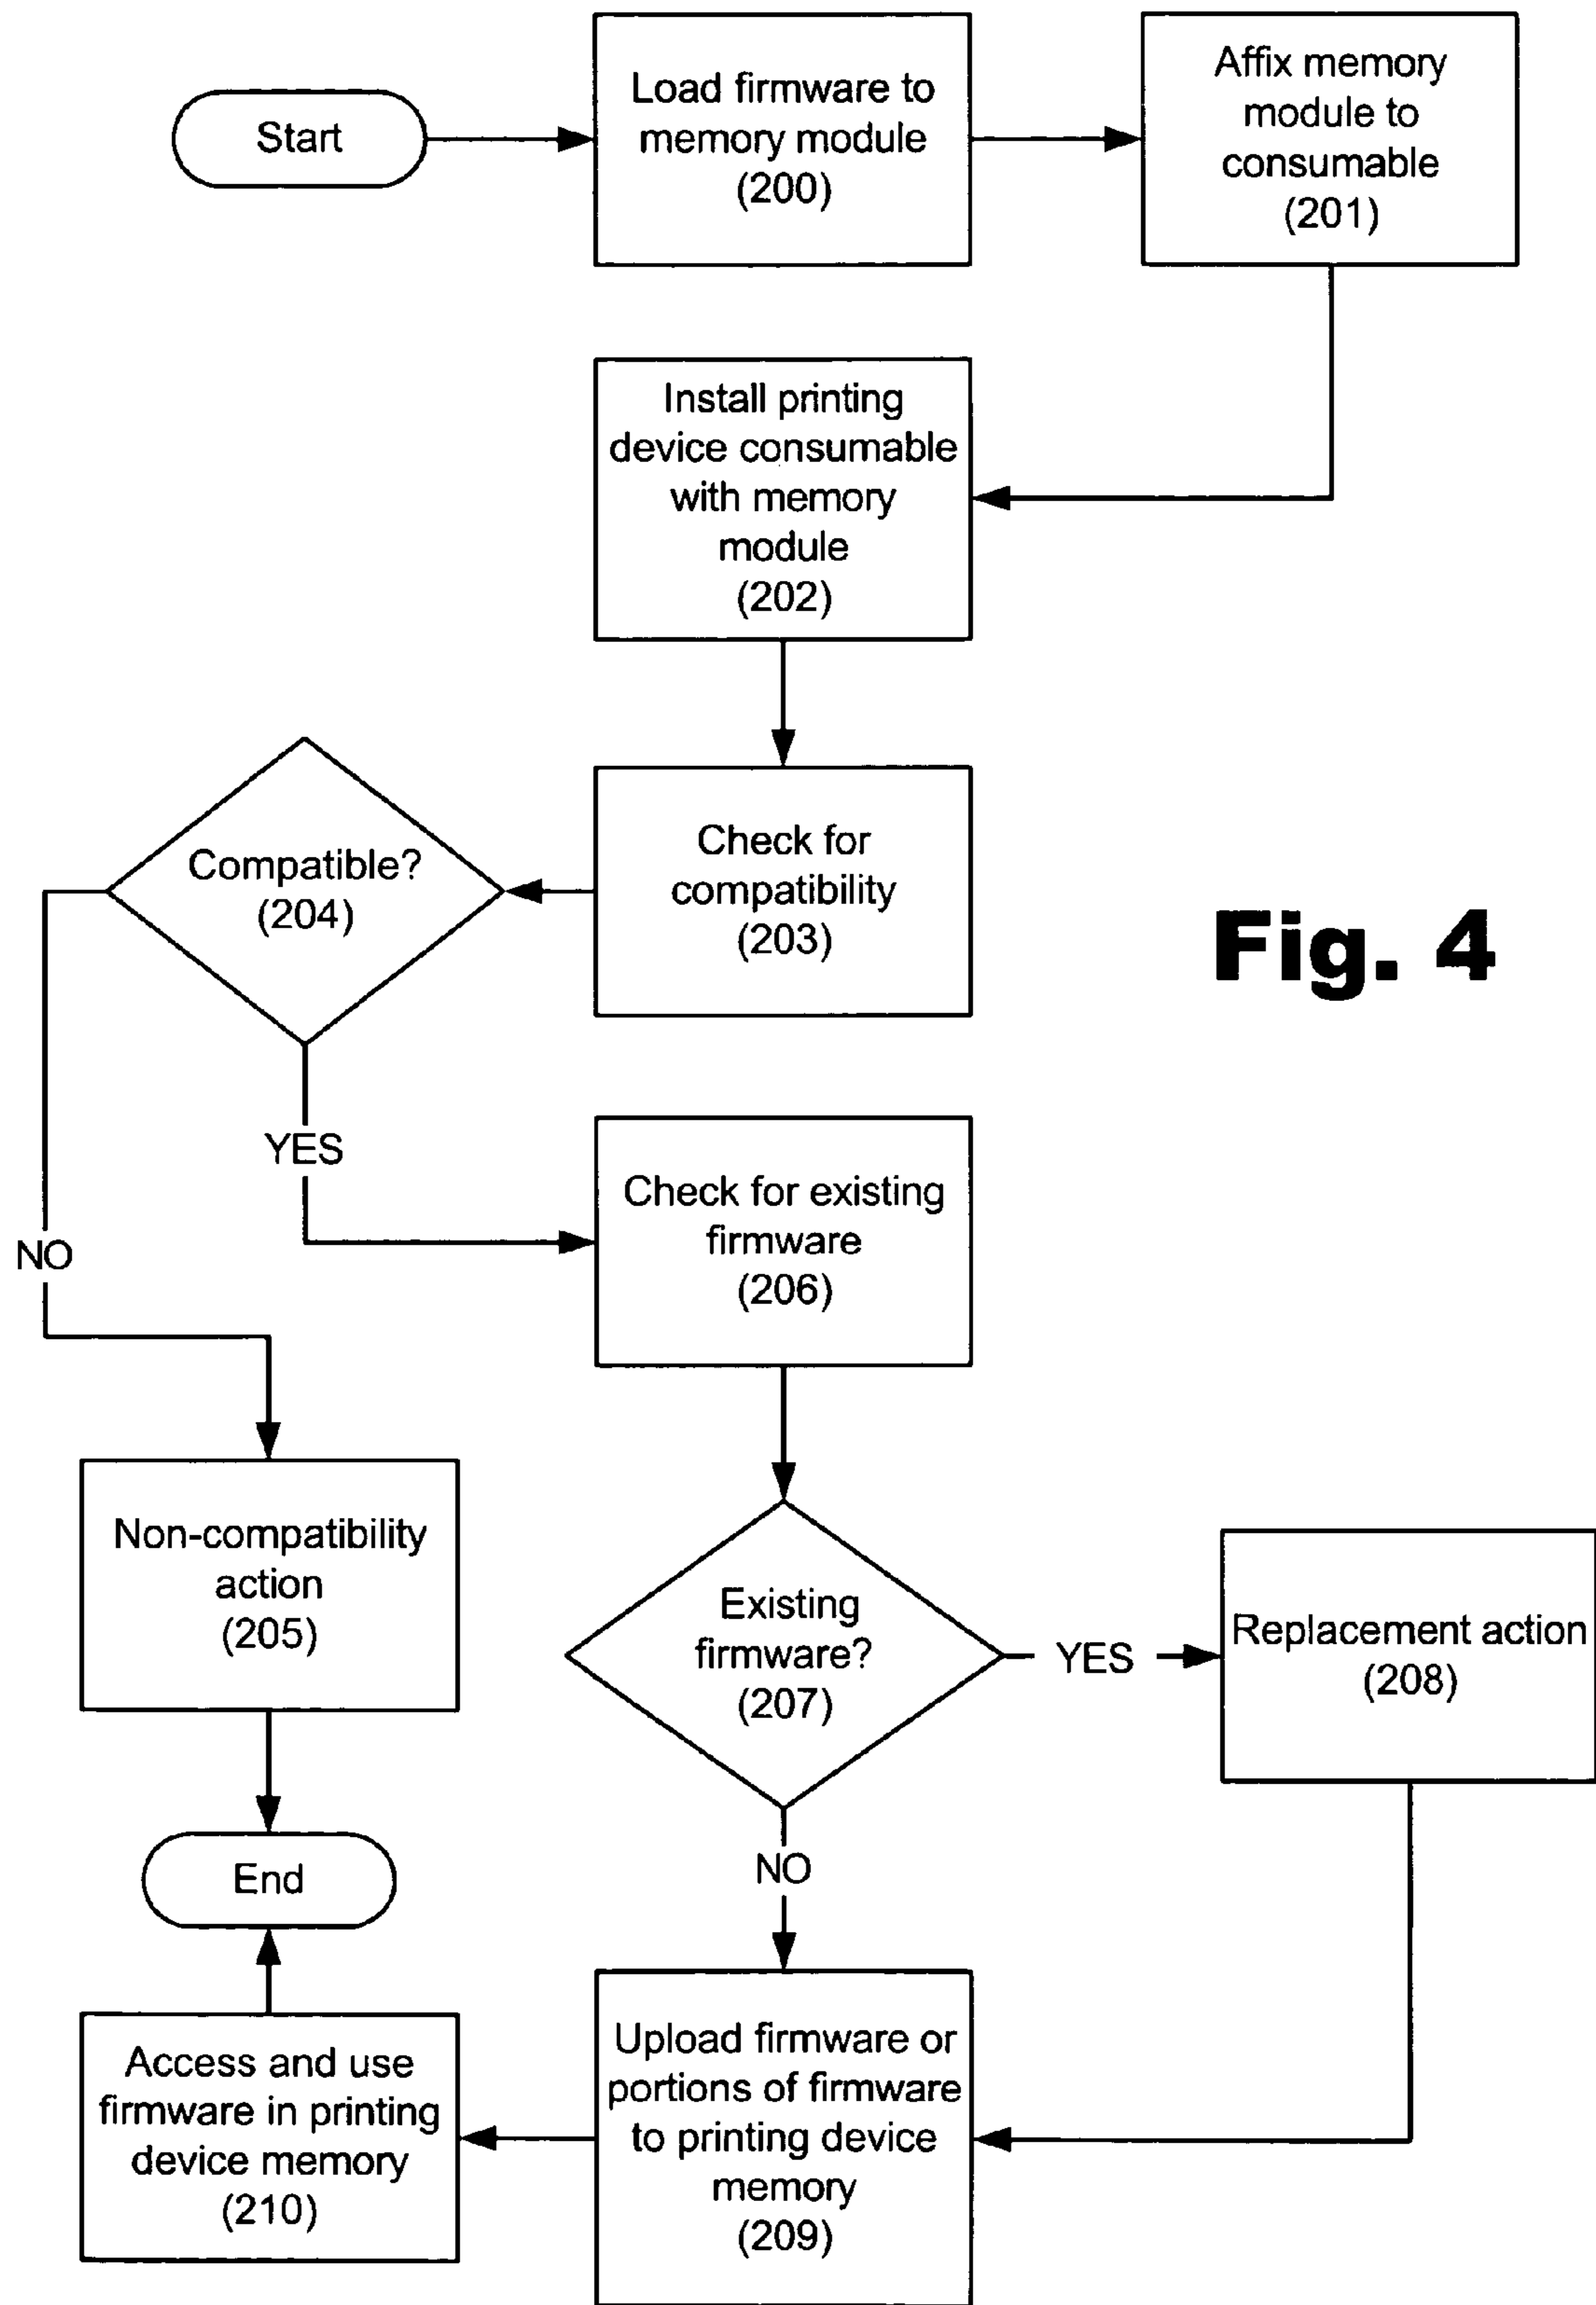 Start
Load firmware to
memory module
(200)
Affix memory
module to
consumable
(201)
Install printing
device consumable
with memory
module
(202)
Check for
compatibility
(203)
Compatible?
(204)
Fig. 4
YES
NO
Check for existing
firmware
(206)
Non-compatibility
action
(205)
Existing
firmware?
(207)
YES
Replacement action
(208)
NO
End
Upload firmware or
portions of firmware
to printing device
memory
(209)
Access and use
firmware in printing
device memory
(210)